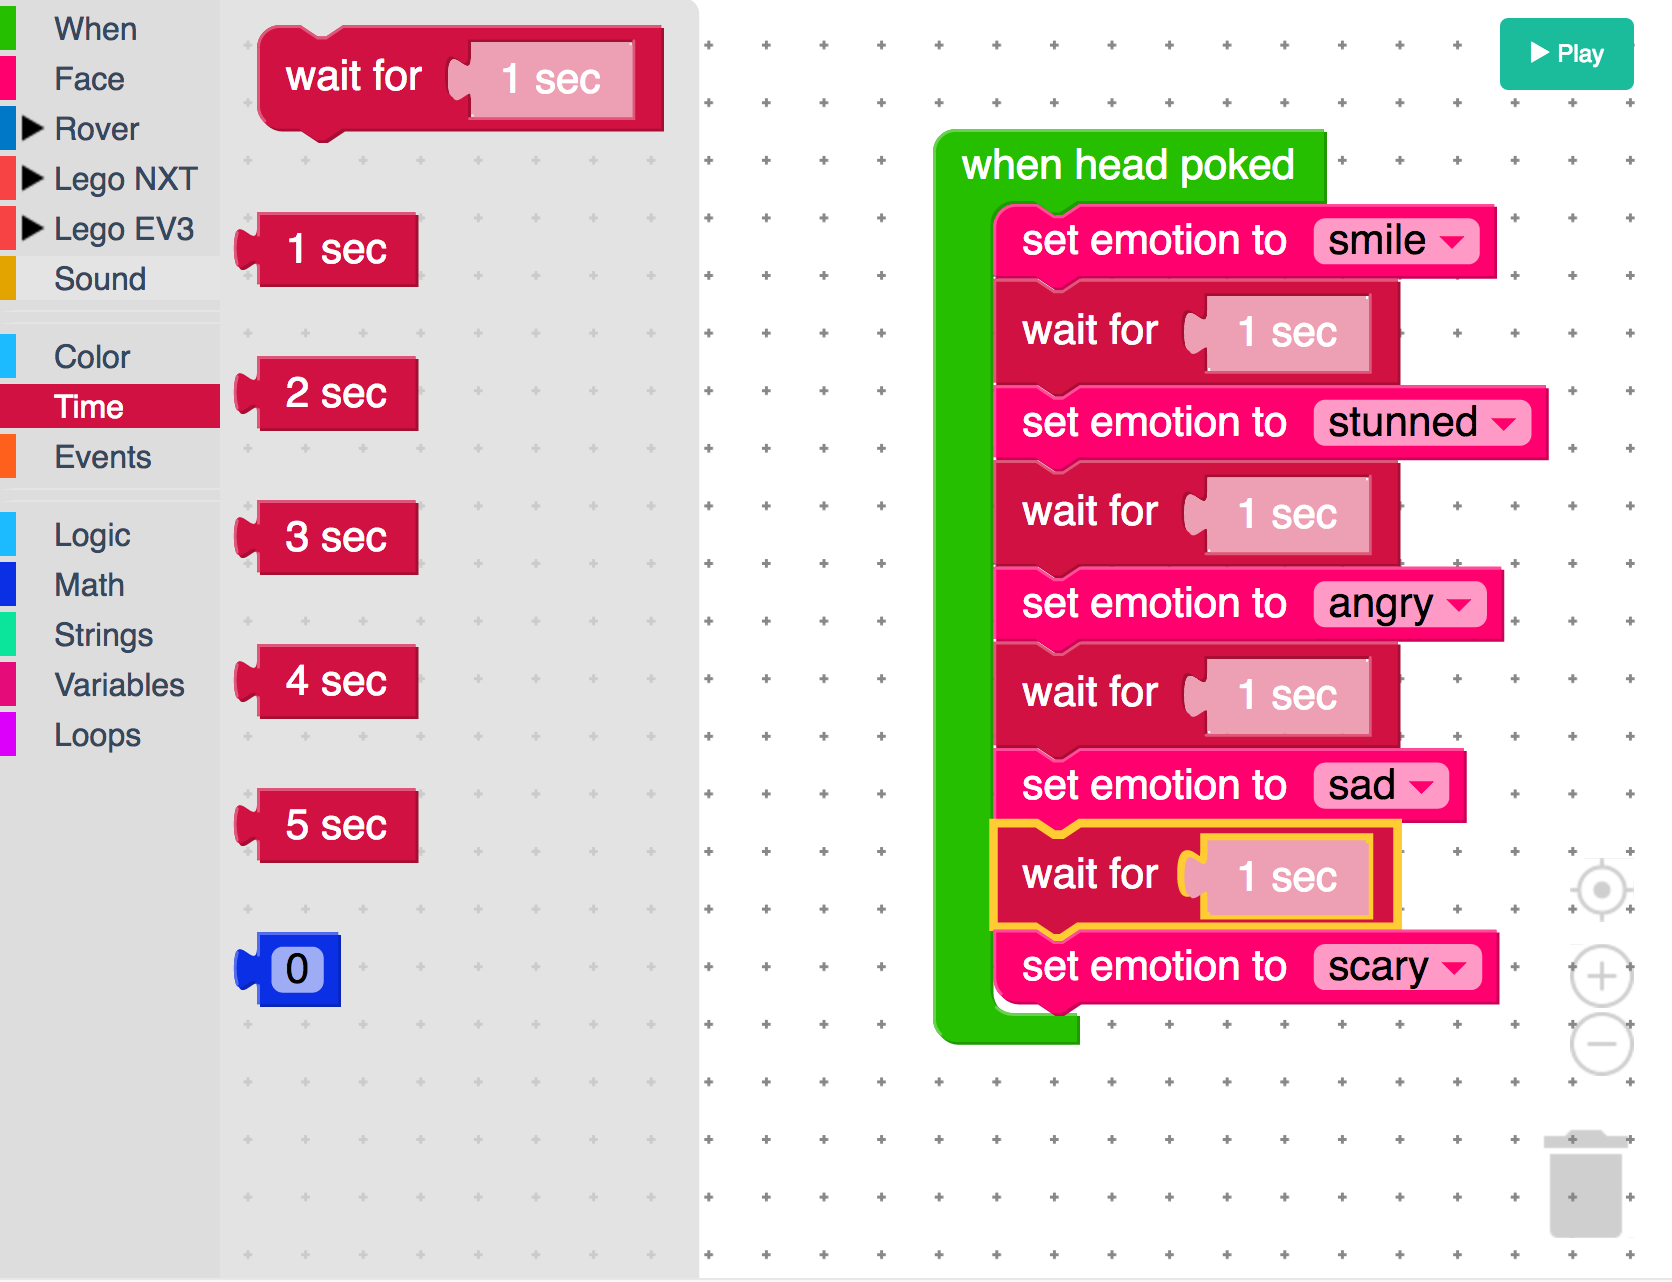 When
Face
Rover
Lego NXT
Lego EV3
Sound
Color
Time
Events
Logic
Math
Strings
Variables
Loops
wait for 1 sec
1 sec
2 sec
3 sec
4 sec
5 sec
0
Play
when head poked
set emotion to smile
wait for 1 sec
set emotion to stunned
wait for 1 sec
set emotion to angry
wait for 1 sec
set emotion to sad
wait for 1 sec
set emotion to scary